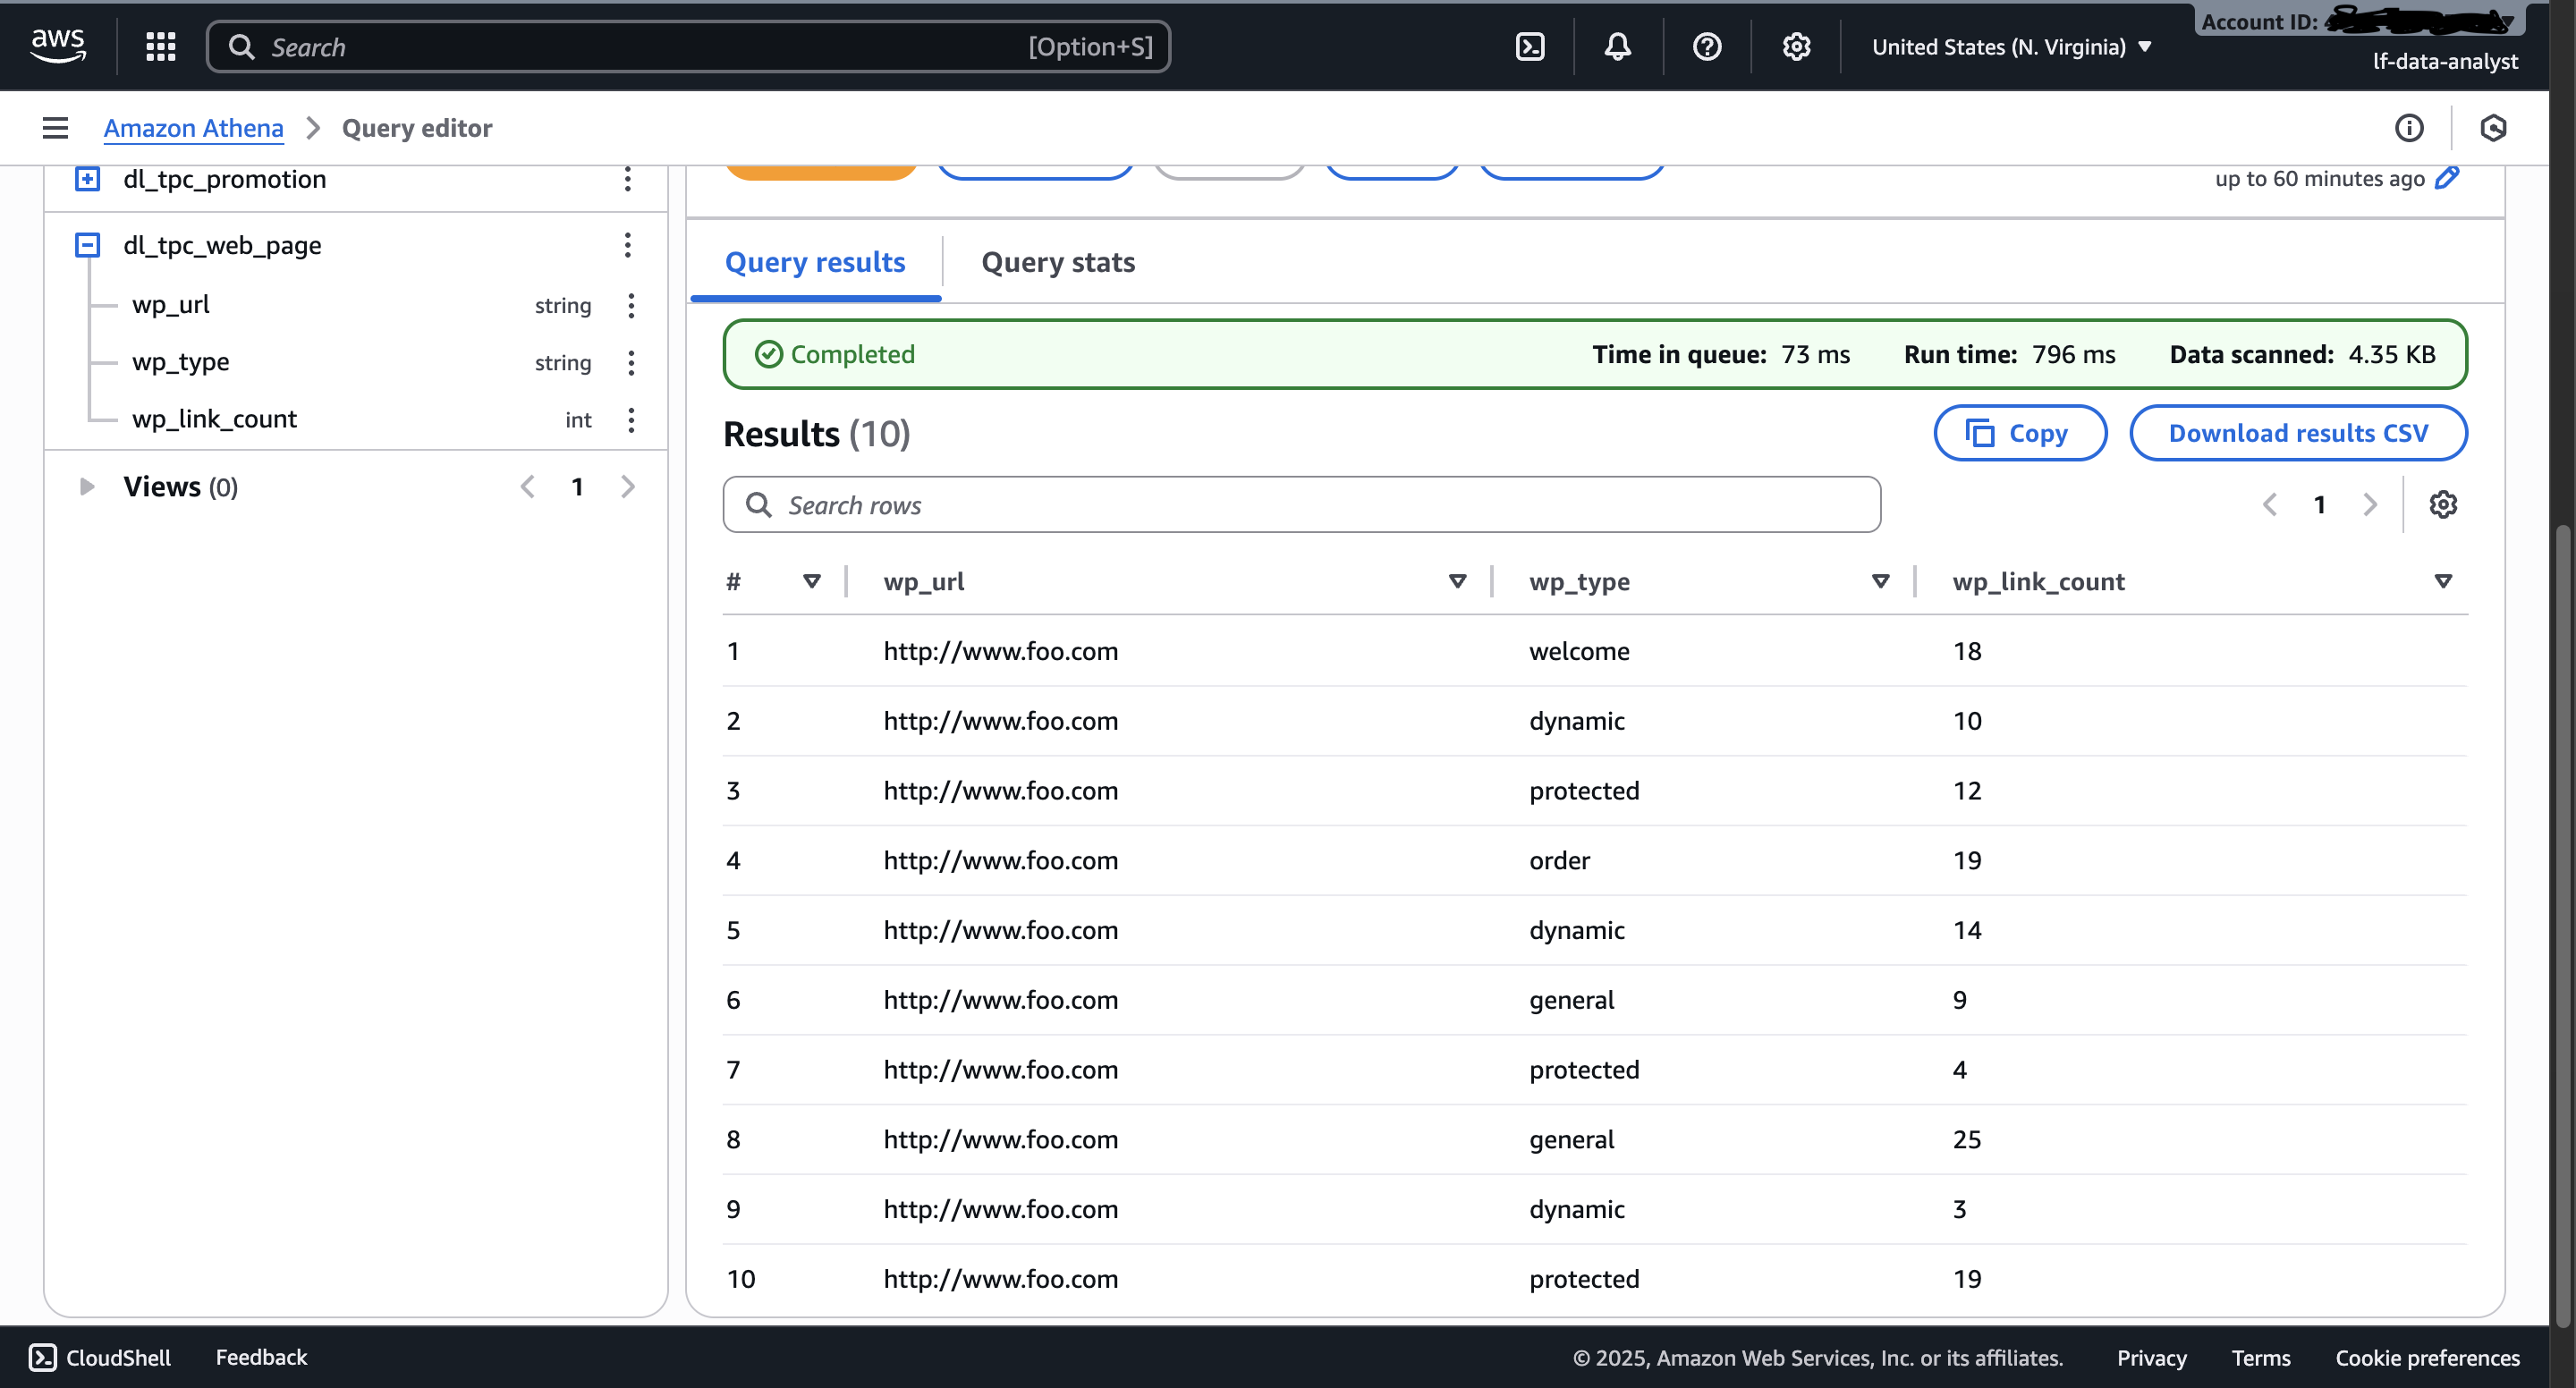 aws
Search
[Option+S]
United States (N. Virginia)
Account ID:
lf-data-analyst
Amazon Athena
Query editor
dl_tpc_promotion
dl_tpc_web_page
wp_url string
wp_type string
wp_link_count int
Views (0) 1
up to 60 minutes ago
Query results
Query stats
Completed
Time in queue: 73 ms
Run time: 796 ms
Data scanned: 4.35 KB
Results (10)
Copy
Download results CSV
Search rows
1
# wp_url wp_type wp_link_count
1 http://www.foo.com welcome 18
2 http://www.foo.com dynamic 10
3 http://www.foo.com protected 12
4 http://www.foo.com order 19
5 http://www.foo.com dynamic 14
6 http://www.foo.com general 9
7 http://www.foo.com protected 4
8 http://www.foo.com general 25
9 http://www.foo.com dynamic 3
10 http://www.foo.com protected 19
CloudShell
Feedback
© 2025, Amazon Web Services, Inc. or its affiliates.
Privacy
Terms
Cookie preferences